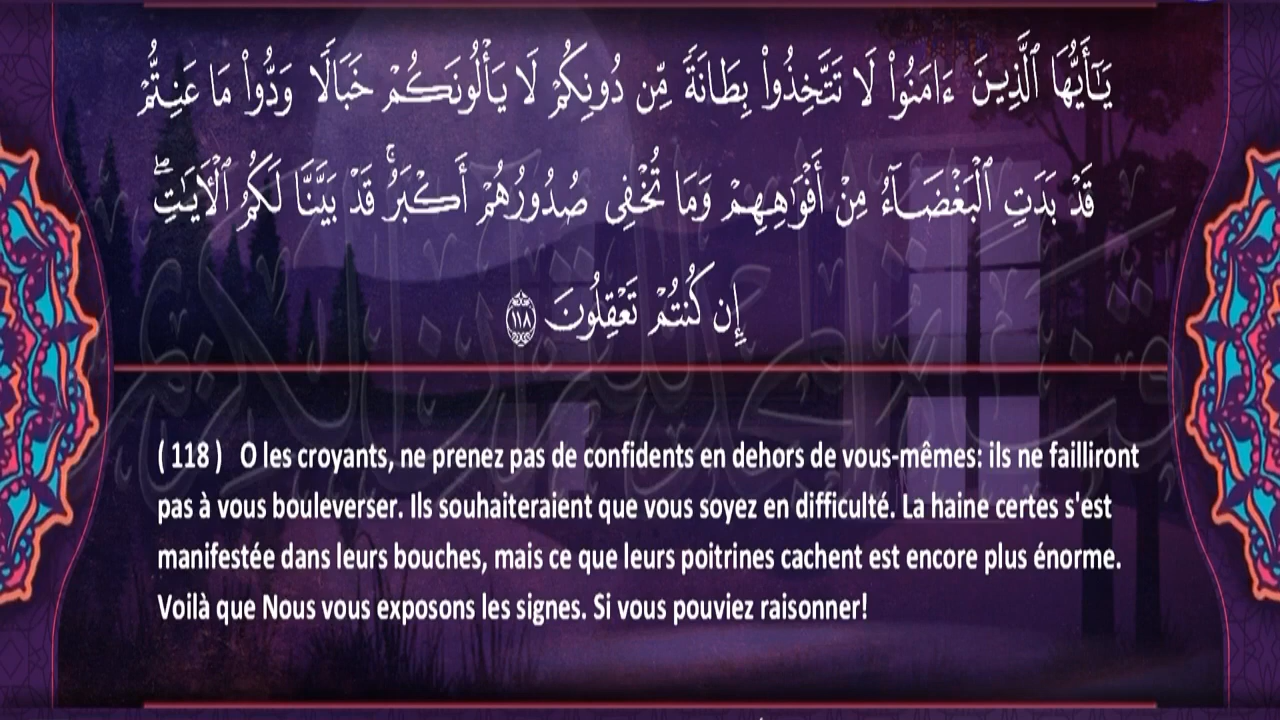 يَـٰٓأَيُّهَا ٱلَّذِينَ ءَامَنُوا۟ لَا تَتَّخِذُوا۟ بِطَانَةً مِّن دُونِكُمْ لَا يَأْلُونَكُمْ خَبَالًا وَدُّوا۟ مَا عَنِتُّمْ
قَدْ بَدَتِ ٱلْبَغْضَآءُ مِنْ أَفْوَٰهِهِمْ وَمَا تُخْفِى صُدُورُهُمْ أَكْبَرُ ۚ قَدْ بَيَّنَّا لَكُمُ ٱلْـَٔايَـٰتِ ۖ
إِن كُنتُمْ تَعْقِلُونَ ١١٨
( 118 ) O les croyants, ne prenez pas de confidents en dehors de vous-mêmes: ils ne failliront
pas à vous bouleverser. Ils souhaiteraient que vous soyez en difficulté. La haine certes s'est
manifestée dans leurs bouches, mais ce que leurs poitrines cachent est encore plus énorme.
Voilà que Nous vous exposons les signes. Si vous pouviez raisonner!